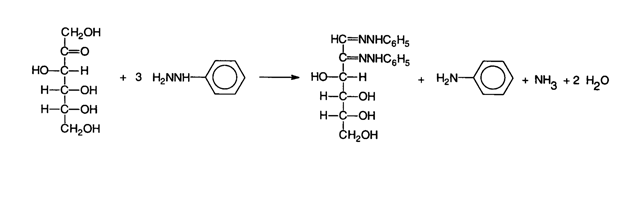 CH₂OH
C=O
HO—C—H
H—C—OH
H—C—OH
CH₂OH
+ 3 H₂NNH—
HC=NNHC₆H₅
C=NNHC₆H₅
HO—C—H
H—C—OH
H—C—OH
CH₂OH
+ H₂N— + NH₃ + 2 H₂O